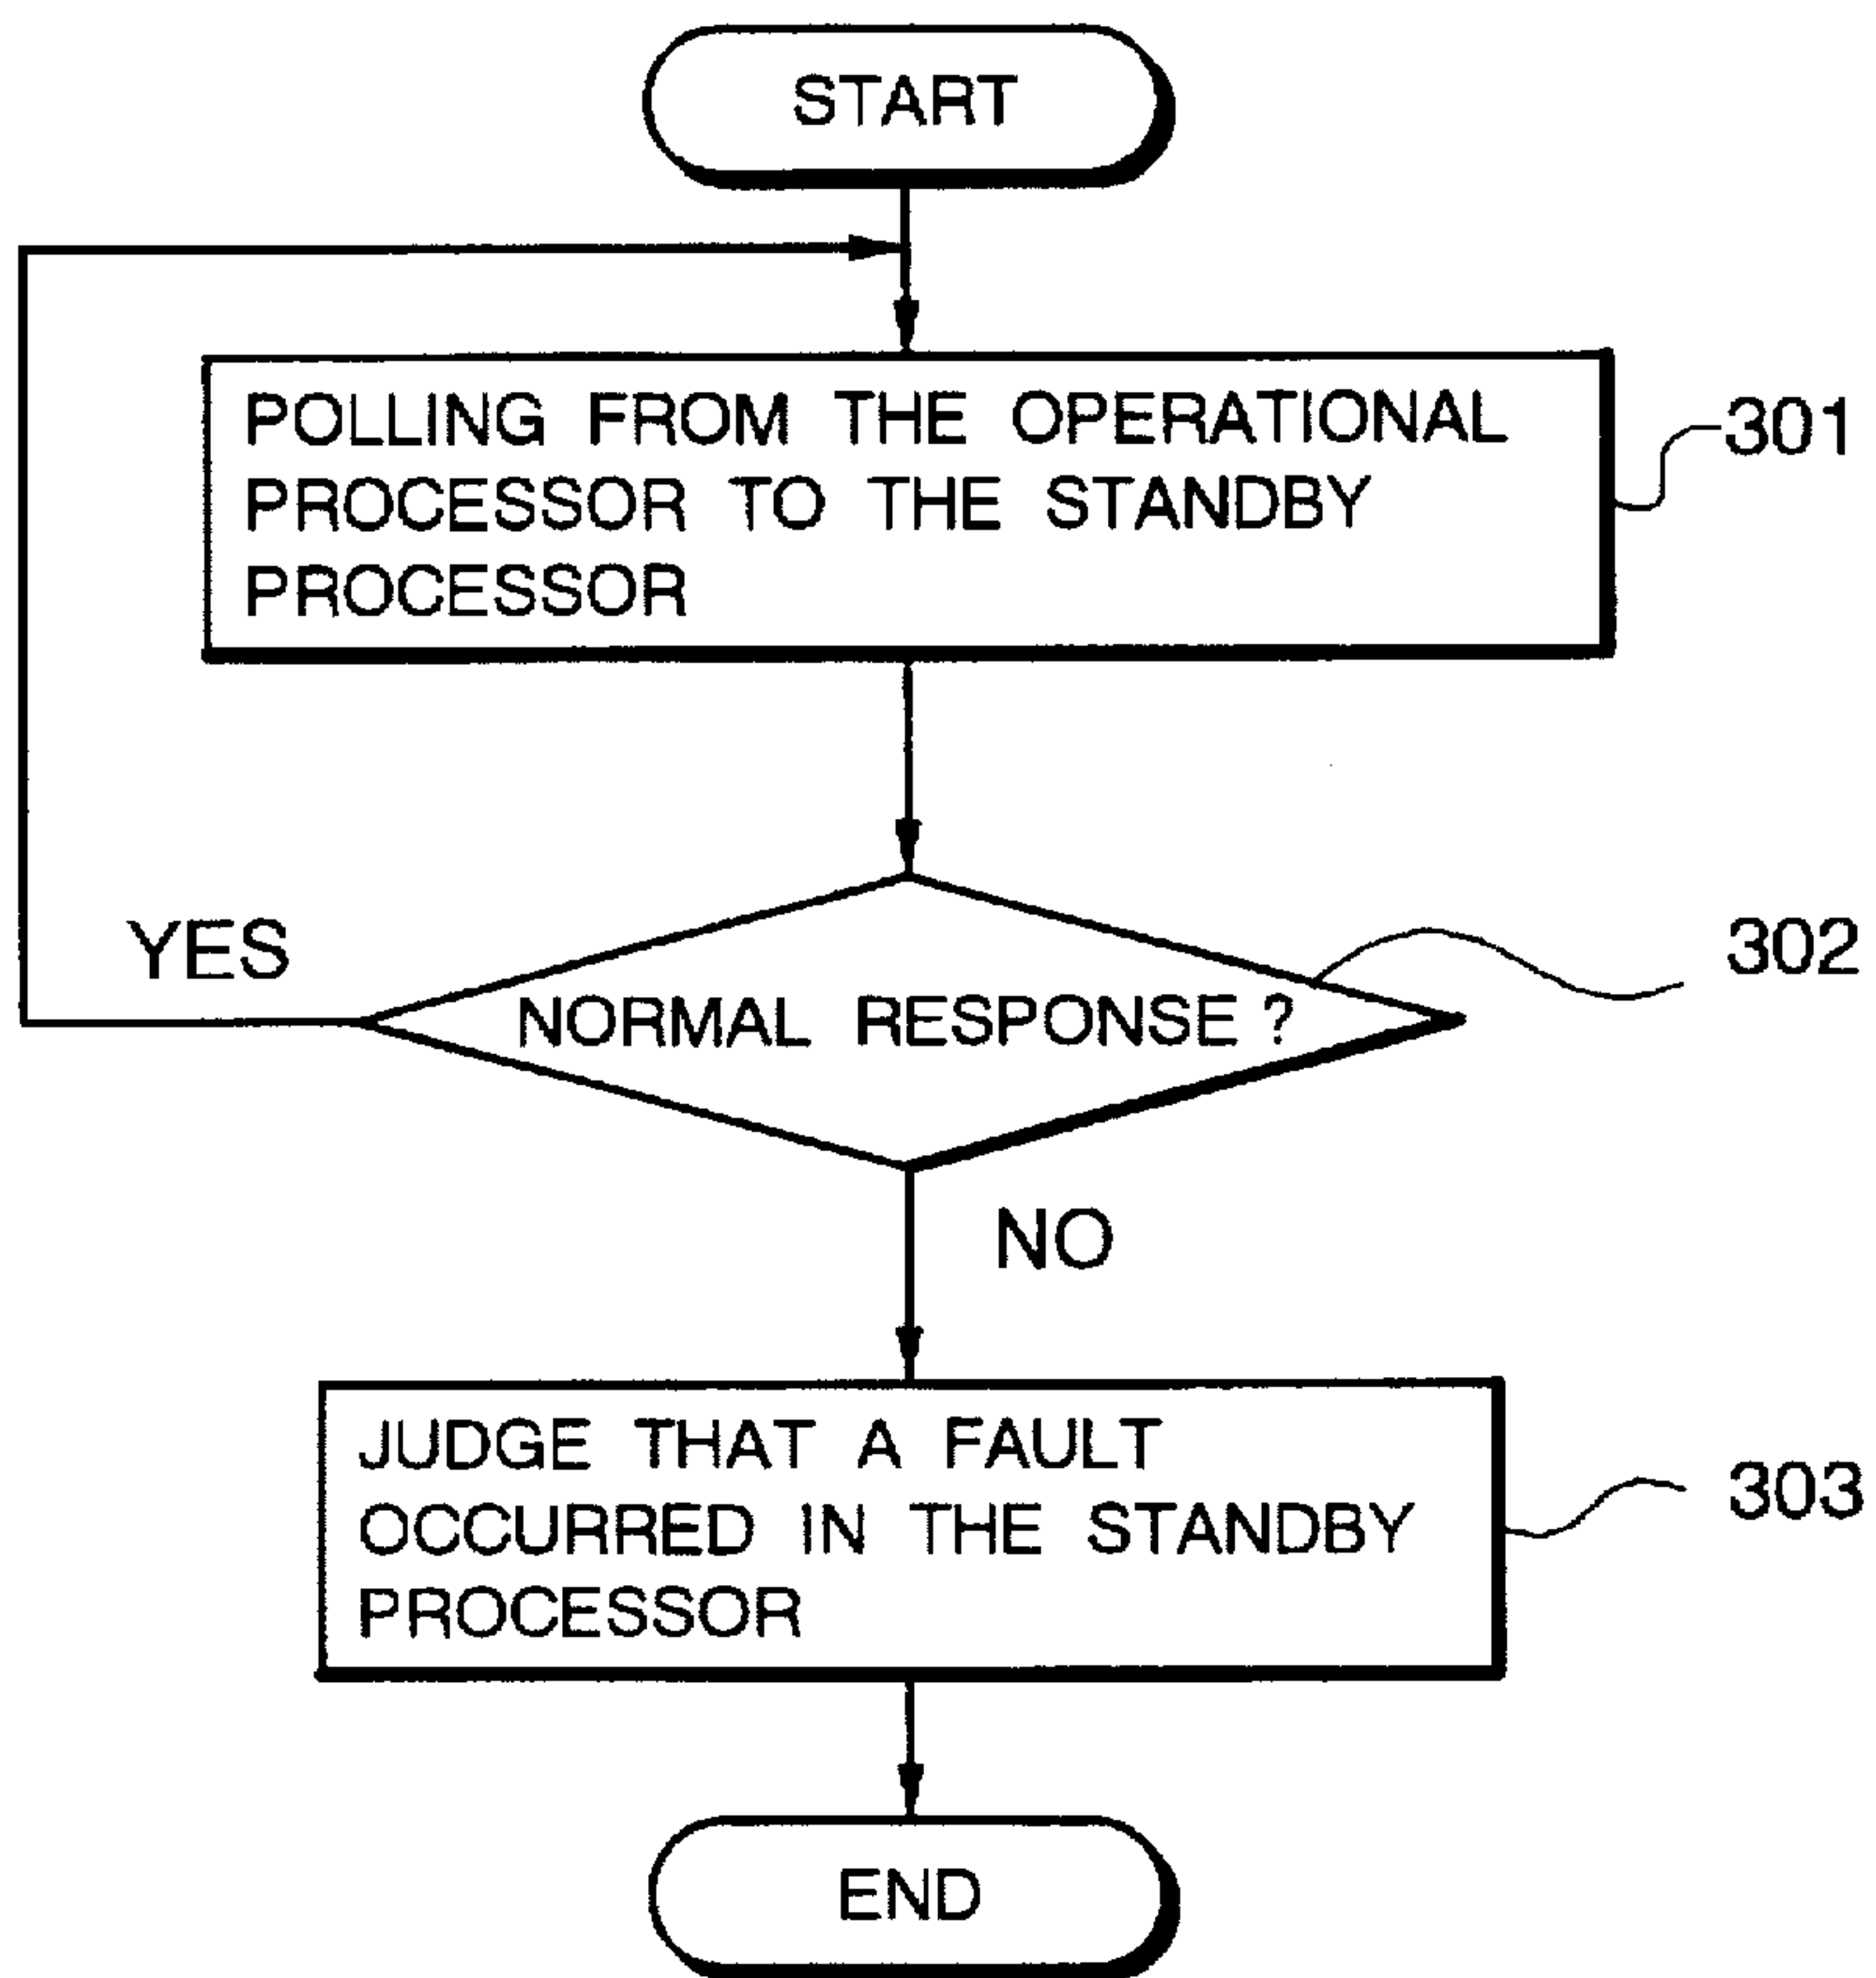 START
POLLING FROM THE OPERATIONAL
PROCESSOR TO THE STANDBY
PROCESSOR
301
YES
NORMAL RESPONSE ?
302
NO
JUDGE THAT A FAULT
OCCURRED IN THE STANDBY
PROCESSOR
303
END